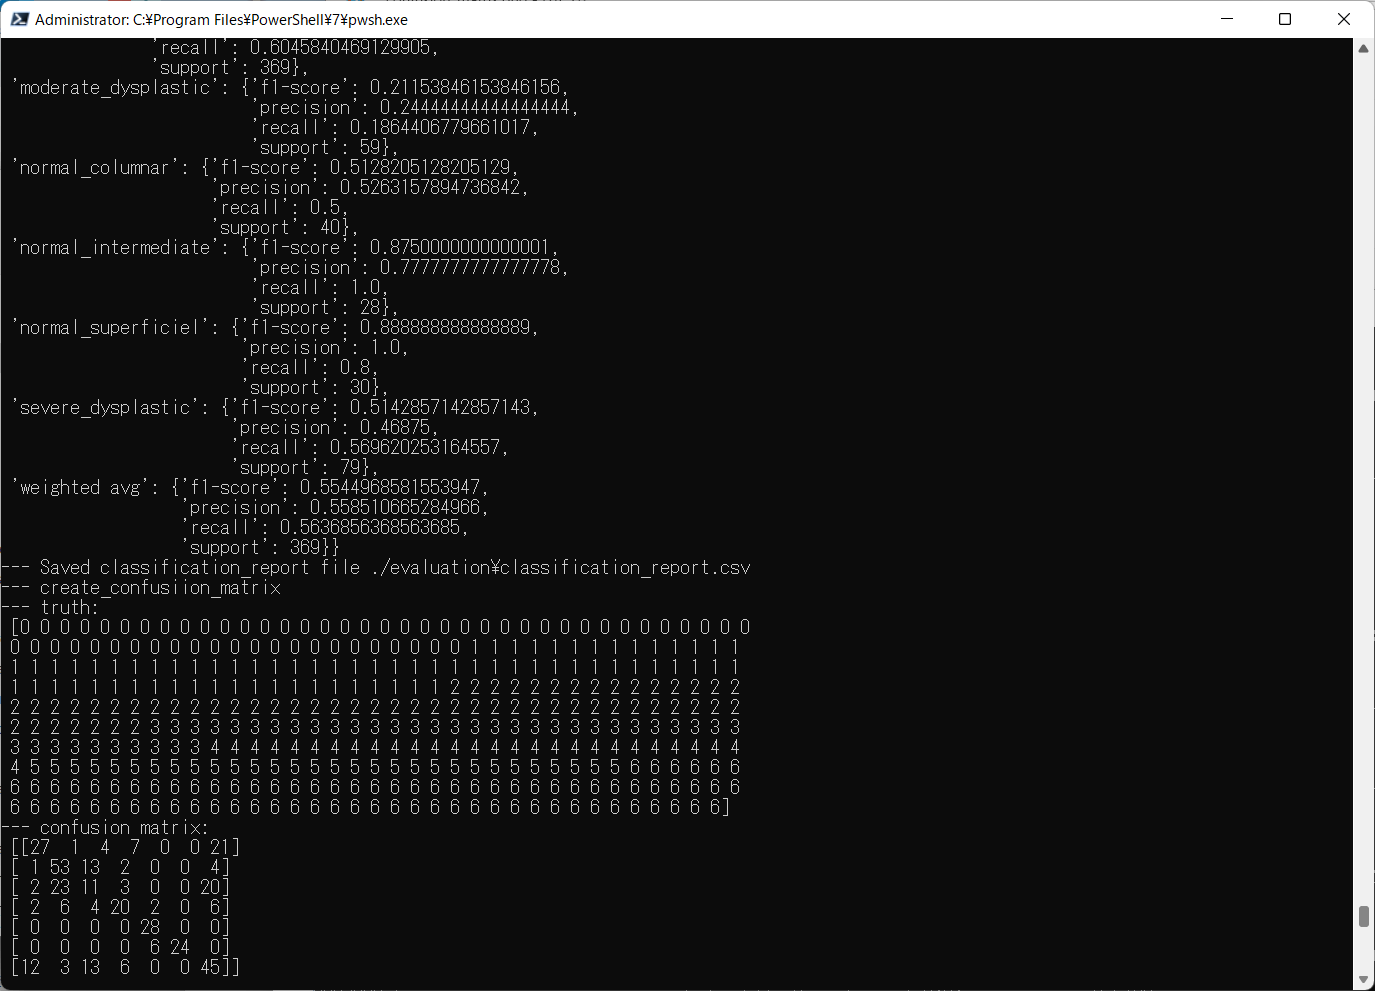 Administrator: C:¥Program Files¥PowerShell¥7¥pwsh.exe
'recall': 0.6045840469129905,
'support': 369},
'moderate_dysplastic': {'f1-score': 0.21153846153846156,
'precision': 0.24444444444444444,
'recall': 0.1864406779661017,
'support': 59},
'normal_columnar': {'f1-score': 0.5128205128205129,
'precision': 0.5263157894736842,
'recall': 0.5,
'support': 40},
'normal_intermediate': {'f1-score': 0.8750000000000001,
'precision': 0.7777777777777778,
'recall': 1.0,
'support': 28},
'normal_superficiel': {'f1-score': 0.888888888888889,
'precision': 1.0,
'recall': 0.8,
'support': 30},
'severe_dysplastic': {'f1-score': 0.5142857142857143,
'precision': 0.46875,
'recall': 0.569620253164557,
'support': 79},
'weighted avg': {'f1-score': 0.5544968581553947,
'precision': 0.558510665284966,
'recall': 0.5636856368563685,
'support': 369}}
--- Saved classification_report file ./evaluation¥classification_report.csv
--- create_confusiion_matrix
--- truth:
[0 0 0 0 0 0 0 0 0 0 0 0 0 0 0 0 0 0 0 0 0 0 0 0 0 0 0 0 0 0 0 0 0 0 0 0 0
0 0 0 0 0 0 0 0 0 0 0 0 0 0 0 0 0 0 0 0 0 0 0 1 1 1 1 1 1 1 1 1 1 1 1 1 1
1 1 1 1 1 1 1 1 1 1 1 1 1 1 1 1 1 1 1 1 1 1 1 1 1 1 1 1 1 1 1 1 1 1 1 1 1
1 1 1 1 1 1 1 1 1 1 1 1 1 1 1 1 1 1 1 1 1 1 2 2 2 2 2 2 2 2 2 2 2 2 2 2 2
2 2 2 2 2 2 2 2 2 2 2 2 2 2 2 2 2 2 2 2 2 2 2 2 2 2 2 2 2 2 2 2 2 2 2 2 2
2 2 2 2 2 2 2 3 3 3 3 3 3 3 3 3 3 3 3 3 3 3 3 3 3 3 3 3 3 3 3 3 3 3 3 3 3
3 3 3 3 3 3 3 3 3 3 4 4 4 4 4 4 4 4 4 4 4 4 4 4 4 4 4 4 4 4 4 4 4 4 4 4 4
4 5 5 5 5 5 5 5 5 5 5 5 5 5 5 5 5 5 5 5 5 5 5 5 5 5 5 5 5 5 5 6 6 6 6 6 6
6 6 6 6 6 6 6 6 6 6 6 6 6 6 6 6 6 6 6 6 6 6 6 6 6 6 6 6 6 6 6 6 6 6 6 6 6
6 6 6 6 6 6 6 6 6 6 6 6 6 6 6 6 6 6 6 6 6 6 6 6 6 6 6 6 6 6 6 6 6 6 6 6]
--- confusion matrix:
[[27 1 4 7 0 0 21]
[ 1 53 13 2 0 0 4]
[ 2 23 11 3 0 0 20]
[ 2 6 4 20 2 0 6]
[ 0 0 0 0 28 0 0]
[ 0 0 0 0 6 24 0]
[12 3 13 6 0 0 45]]